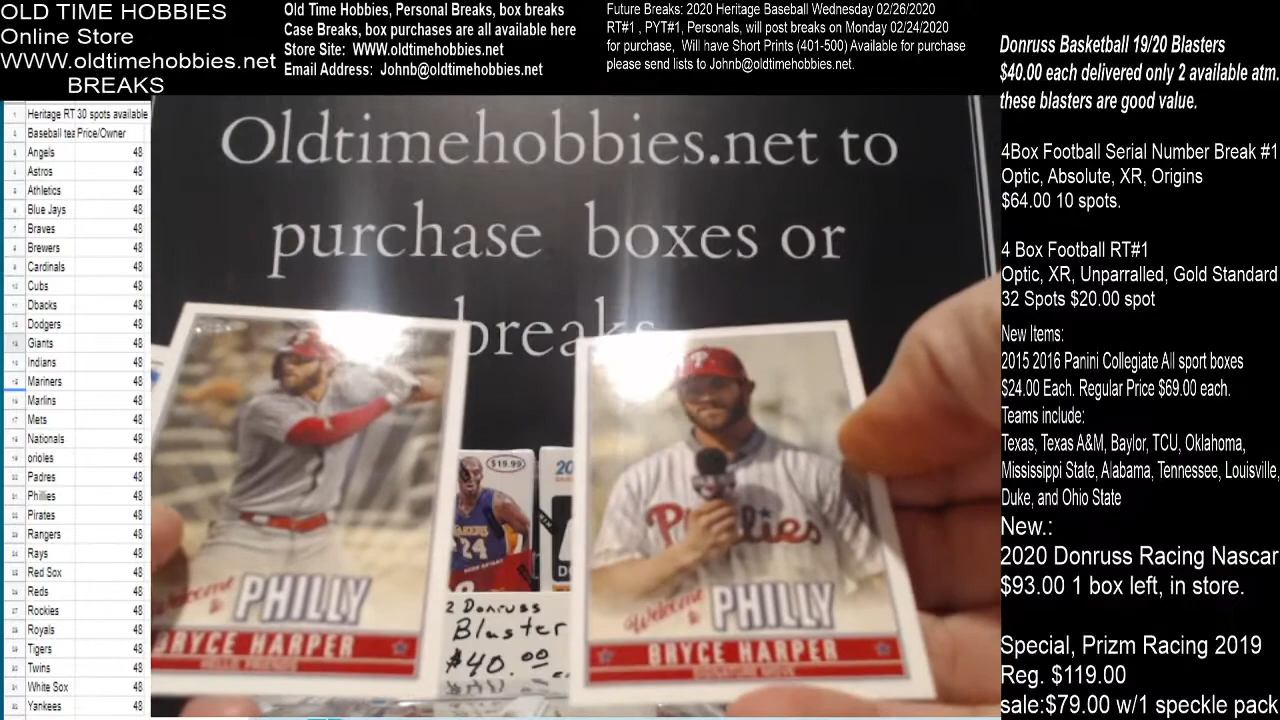 OLD TIME HOBBIES
Online Store
WWW.oldtimehobbies.net
BREAKS
Old Time Hobbies, Personal Breaks, box breaks
Case Breaks, box purchases are all available here
Store Site: WWW.oldtimehobbies.net
Email Address: Johnb@oldtimehobbies.net
Future Breaks: 2020 Heritage Baseball Wednesday 02/26/2020
RT#1 , PYT#1, Personals, will post breaks on Monday 02/24/2020
for purchase, Will have Short Prints (401-500) Available for purchase
please send lists to Johnb@oldtimehobbies.net.
Donruss Basketball 19/20 Blasters
$40.00 each delivered only 2 available atm.
these blasters are good value.
4Box Football Serial Number Break #1
Optic, Absolute, XR, Origins
$64.00 10 spots.
4 Box Football RT#1
Optic, XR, Unparralled, Gold Standard
32 Spots $20.00 spot
New Items:
2015 2016 Panini Collegiate All sport boxes
$24.00 Each. Regular Price $69.00 each.
Teams include:
Texas, Texas A&M, Baylor, TCU, Oklahoma,
Mississippi State, Alabama, Tennessee, Louisville,
Duke, and Ohio State
New.:
2020 Donruss Racing Nascar
$93.00 1 box left, in store.
Special, Prizm Racing 2019
Reg. $119.00
sale:$79.00 w/1 speckle pack
Heritage RT 30 spots available
Baseball tea Price/Owner
Angels 48
Astros 48
Athletics 48
Blue Jays 48
Braves 48
Brewers 48
Cardinals 48
Cubs 48
Dbacks 48
Dodgers 48
Giants 48
Indians 48
Mariners 48
Marlins 48
Mets 48
Nationals 48
orioles 48
Padres 48
Phillies 48
Pirates 48
Rangers 48
Rays 48
Red Sox 48
Reds 48
Rockies 48
Royals 48
Tigers 48
Twins 48
White Sox 48
Yankees 48
Oldtimehobbies.net to
purchase boxes or
breaks
$19.99
20
24
2 Donruss
Blaster
$40.00
Welcome
to PHILLY
BRYCE HARPER
Phillies
Welcome
to PHILLY
BRYCE HARPER